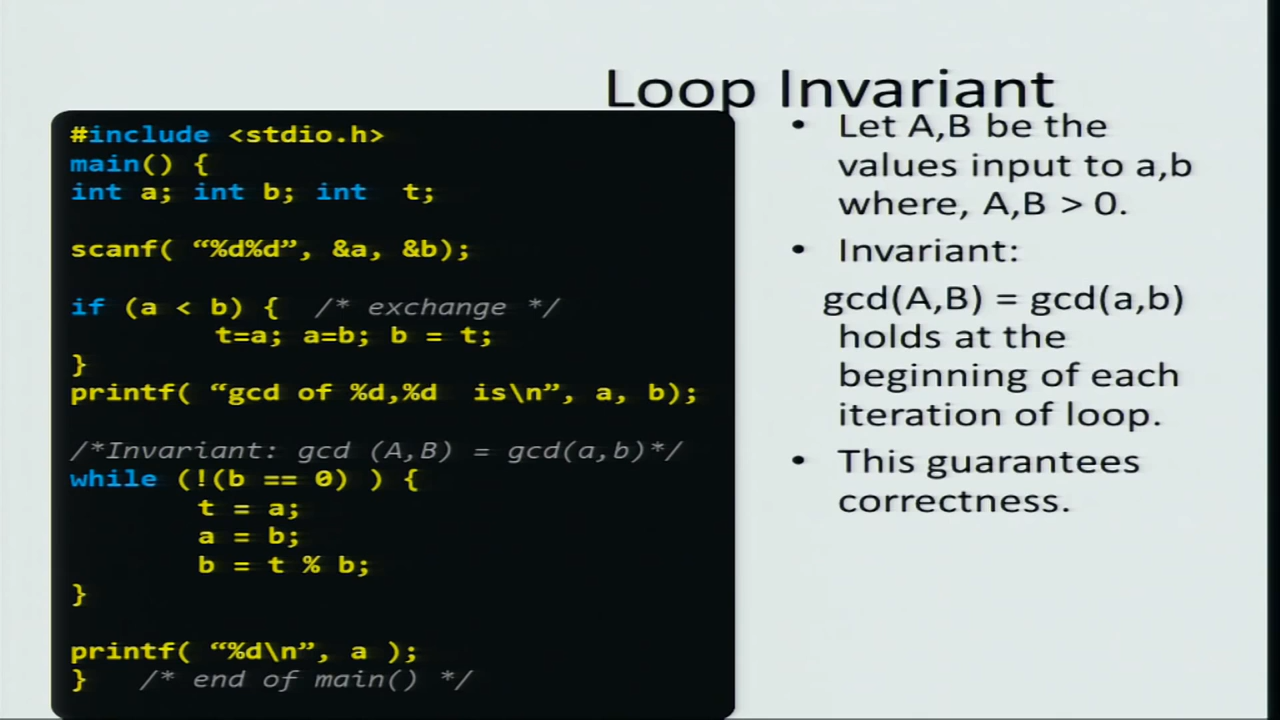 Loop Invariant
#include <stdio.h>
main() {
int a; int b; int t;
scanf( “%d%d”, &a, &b);
if (a < b) { /* exchange */
t=a; a=b; b = t;
}
printf( “gcd of %d,%d is\n”, a, b);
/*Invariant: gcd (A,B) = gcd(a,b)*/
while (!(b == 0) ) {
t = a;
a = b;
b = t % b;
}
printf( “%d\n”, a );
} /* end of main() */
• Let A,B be the
values input to a,b
where, A,B > 0.
• Invariant:
gcd(A,B) = gcd(a,b)
holds at the
beginning of each
iteration of loop.
• This guarantees
correctness.